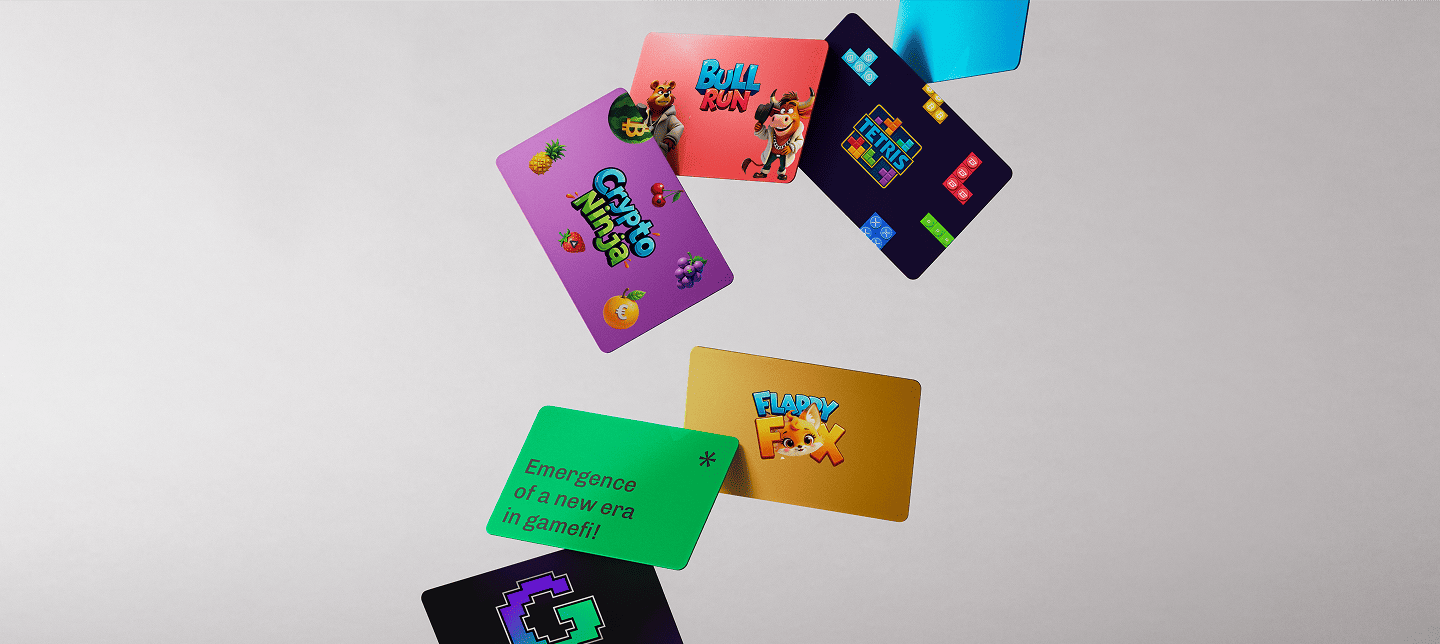 BULL
RUN
TETRIS
Crypto
Ninja
FLAPPY
FOX
Emergence
of a new era
in gamefi!
*
G